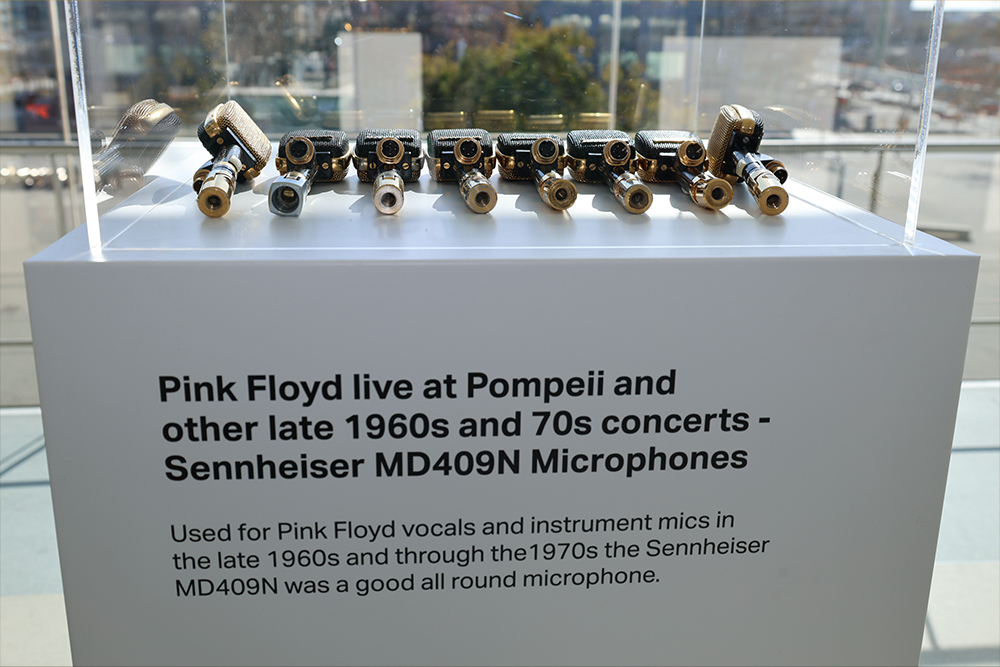 Pink Floyd live at Pompeii and
other late 1960s and 70s concerts -
Sennheiser MD409N Microphones
Used for Pink Floyd vocals and instrument mics in
the late 1960s and through the1970s the Sennheiser
MD409N was a good all round microphone.